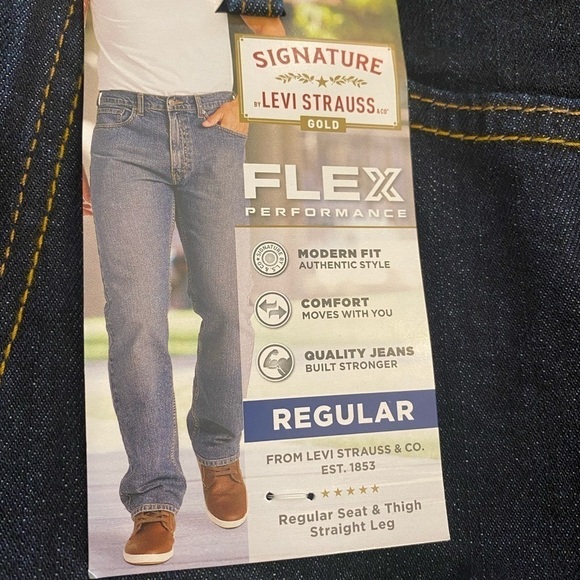 SIGNATURE
BY LEVI STRAUSS & CO®
GOLD
FLEX
PERFORMANCE
MODERN FIT
AUTHENTIC STYLE
COMFORT
MOVES WITH YOU
QUALITY JEANS
BUILT STRONGER
REGULAR
FROM LEVI STRAUSS & CO.
EST. 1853
Regular Seat & Thigh
Straight Leg